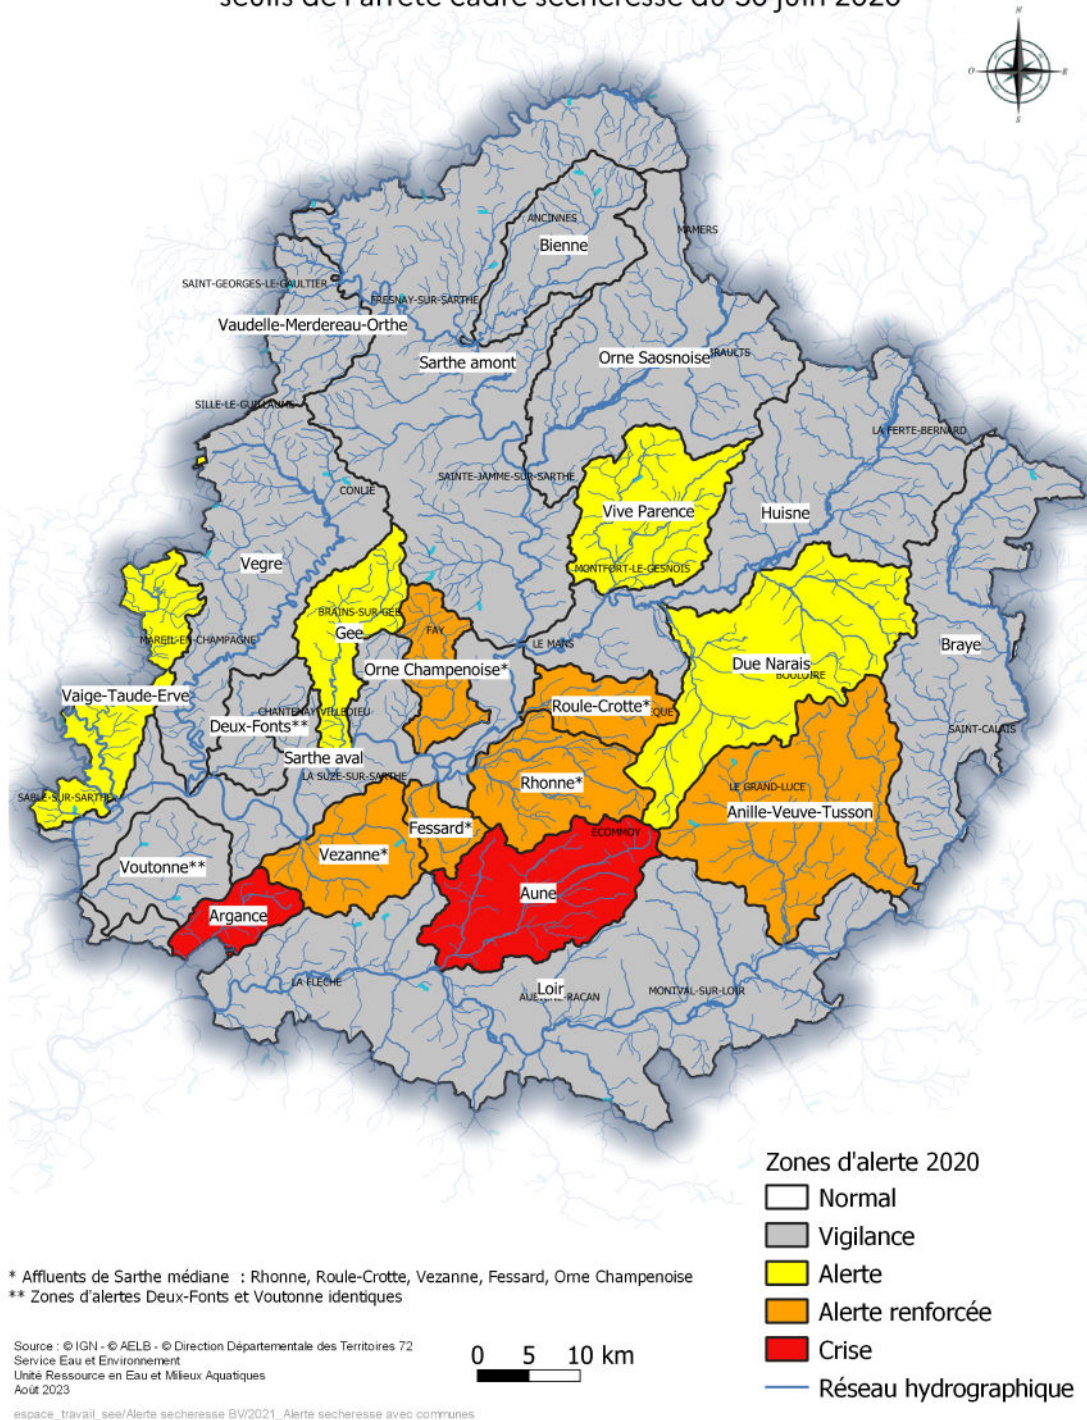 seuils de l'arrêté cadre sécheresse du 30 juin 2020
N
O
E
S
ANCINNES
Bienne
MAMERS
SAINT-GEORGES-LE-GAULTIER
FRESNAY-SUR-SARTHE
Vaudelle-Merdereau-Orthe
Sarthe amont
Orne Saosnoise
SILLE-LE-GUILLAUME
LA FERTE-BERNARD
SAINTE-JAMME-SUR-SARTHE
CONLIE
Vive Parence
Huisne
Vegre
MONTFORT-LE-GESNOIS
BRAINS-SUR-GEE
FAY
Gee
MAREIL-EN-CHAMPAGNE
LE MANS
Braye
Orne Champenoise*
Due Narais
BOULOIRE
Vaige-Taude-Erve
CHANTENAY-VILLEDIEU
Roule-Crotte*
QUE
Deux-Fonts**
SAINT-CALAIS
Sarthe aval
LA SUZE-SUR-SARTHE
Rhonne*
LE GRAND-LUCE
SABLE-SUR-SARTHE
Anille-Veuve-Tusson
Fessard*
ECOMMOY
Vezanne*
Voutonne**
Aune
Argance
LA FLECHE
Loir
MONTVAL-SUR-LOIR
Zones d'alerte 2020
Normal
Vigilance
Alerte
Alerte renforcée
Crise
Réseau hydrographique
* Affluents de Sarthe médiane : Rhonne, Roule-Crotte, Vezanne, Fessard, Orne Champenoise
** Zones d'alertes Deux-Fonts et Voutonne identiques
Source : © IGN - © AELB - © Direction Départementale des Territoires 72
Service Eau et Environnement
Unité Ressource en Eau et Milieux Aquatiques
Août 2023
0 5 10 km
espace_travail_see/Alerte secheresse BV/2021_Alerte secheresse avec communes